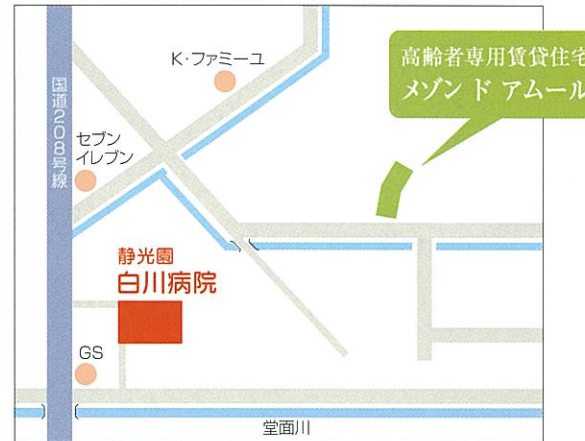 国道208号線
K・ファミーユ
セブン
イレブン
高齢者専用賃貸住宅
メゾン ド アムール
静光園
白川病院
GS
堂面川